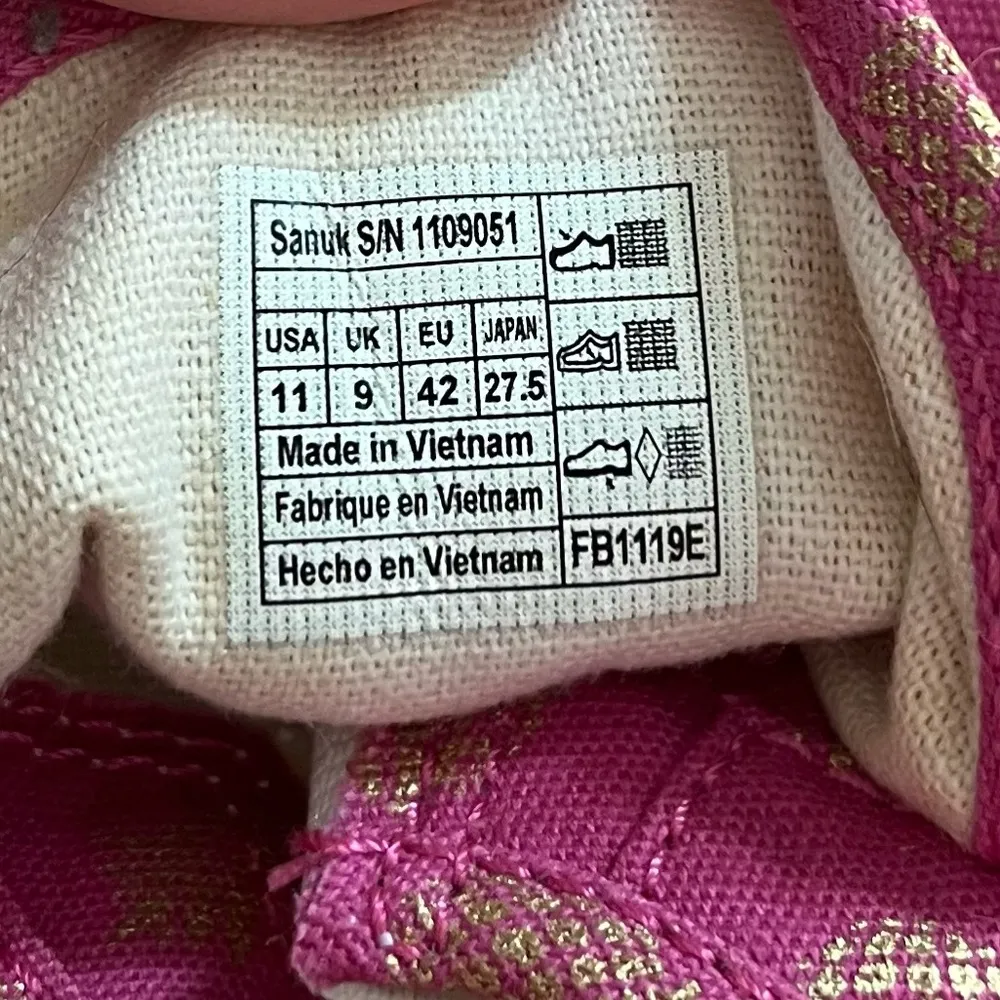 Sanuk S/N 1109051
USA UK EU JAPAN
11 9 42 27.5
Made in Vietnam
Fabrique en Vietnam
Hecho en Vietnam
FB1119E